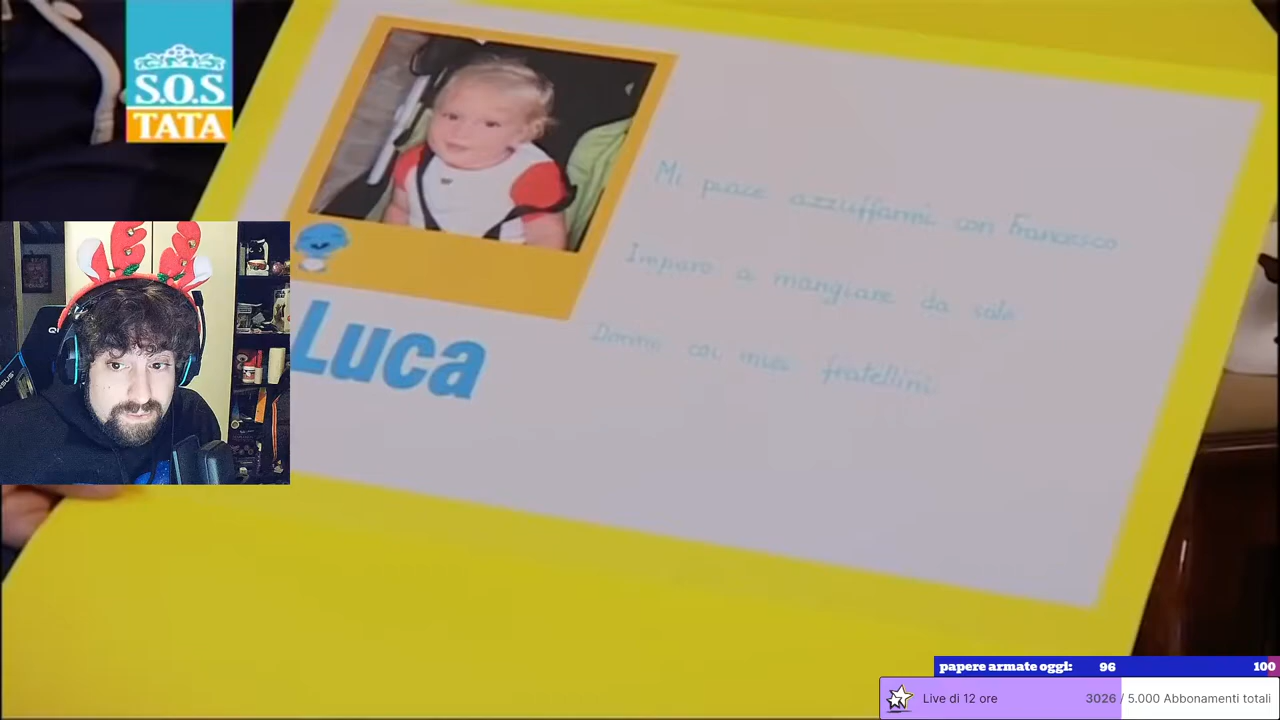 S.O.S
TATA
Mi piace azzuffarmi con Francesco
Imparo a mangiare da solo
Dormo coi miei fratellini
Luca
papere armate oggi: 96 100
Live di 12 ore 3026 / 5.000 Abbonamenti totali